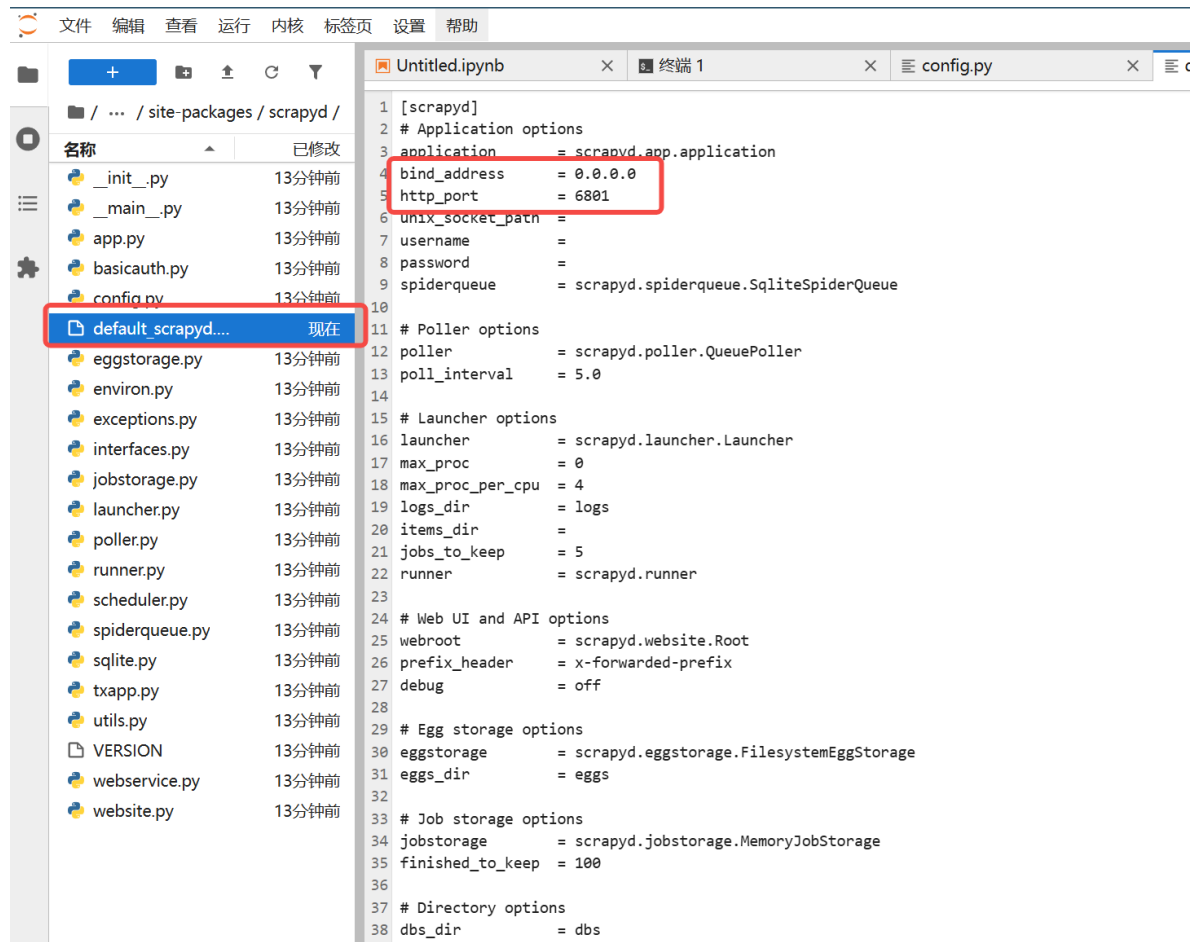 文件 编辑 查看 运行 内核 标签页 设置 帮助
+
/ ... / site-packages / scrapyd /
名称 已修改
__init__.py 13分钟前
__main__.py 13分钟前
app.py 13分钟前
basicauth.py 13分钟前
config.py 13分钟前
default_scrapyd.... 现在
eggstorage.py 13分钟前
environ.py 13分钟前
exceptions.py 13分钟前
interfaces.py 13分钟前
jobstorage.py 13分钟前
launcher.py 13分钟前
poller.py 13分钟前
runner.py 13分钟前
scheduler.py 13分钟前
spiderqueue.py 13分钟前
sqlite.py 13分钟前
txapp.py 13分钟前
utils.py 13分钟前
VERSION 13分钟前
webservice.py 13分钟前
website.py 13分钟前
Untitled.ipynb 终端 1 config.py
1 [scrapyd]
2 # Application options
3 application = scrapyd.app.application
4 bind_address = 0.0.0.0
5 http_port = 6801
6 unix_socket_path =
7 username =
8 password =
9 spiderqueue = scrapyd.spiderqueue.SqliteSpiderQueue
10
11 # Poller options
12 poller = scrapyd.poller.QueuePoller
13 poll_interval = 5.0
14
15 # Launcher options
16 launcher = scrapyd.launcher.Launcher
17 max_proc = 0
18 max_proc_per_cpu = 4
19 logs_dir = logs
20 items_dir =
21 jobs_to_keep = 5
22 runner = scrapyd.runner
23
24 # Web UI and API options
25 webroot = scrapyd.website.Root
26 prefix_header = x-forwarded-prefix
27 debug = off
28
29 # Egg storage options
30 eggstorage = scrapyd.eggstorage.FilesystemEggStorage
31 eggs_dir = eggs
32
33 # Job storage options
34 jobstorage = scrapyd.jobstorage.MemoryJobStorage
35 finished_to_keep = 100
36
37 # Directory options
38 dbs_dir = dbs